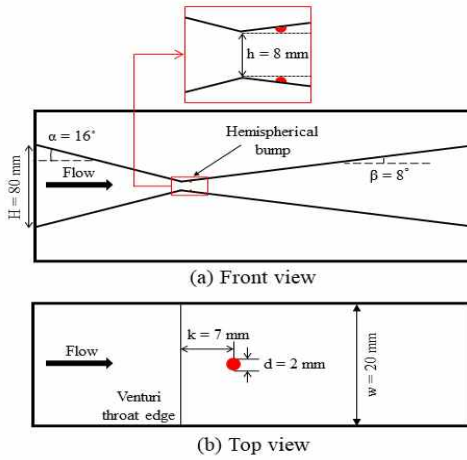 h = 8 mm
α = 16°
Hemispherical
bump
H = 80 mm
Flow
β = 8°
(a) Front view
k = 7 mm
Flow
d = 2 mm
w = 20 mm
Venturi
throat edge
(b) Top view